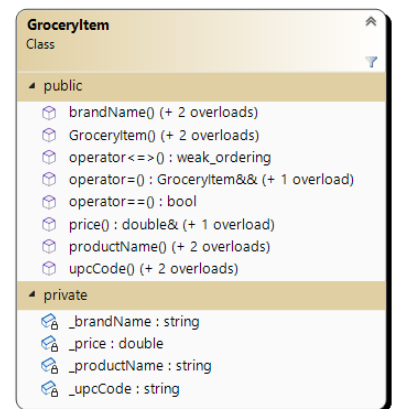 GroceryItem
Class
public
brandName() (+ 2 overloads)
GroceryItem() (+ 2 overloads)
operator<=>() : weak_ordering
operator=() : GroceryItem&& (+ 1 overload)
operator==() : bool
price() : double& (+ 1 overload)
productName() (+ 2 overloads)
upcCode() (+ 2 overloads)
private
_brandName : string
_price : double
_productName : string
_upcCode : string